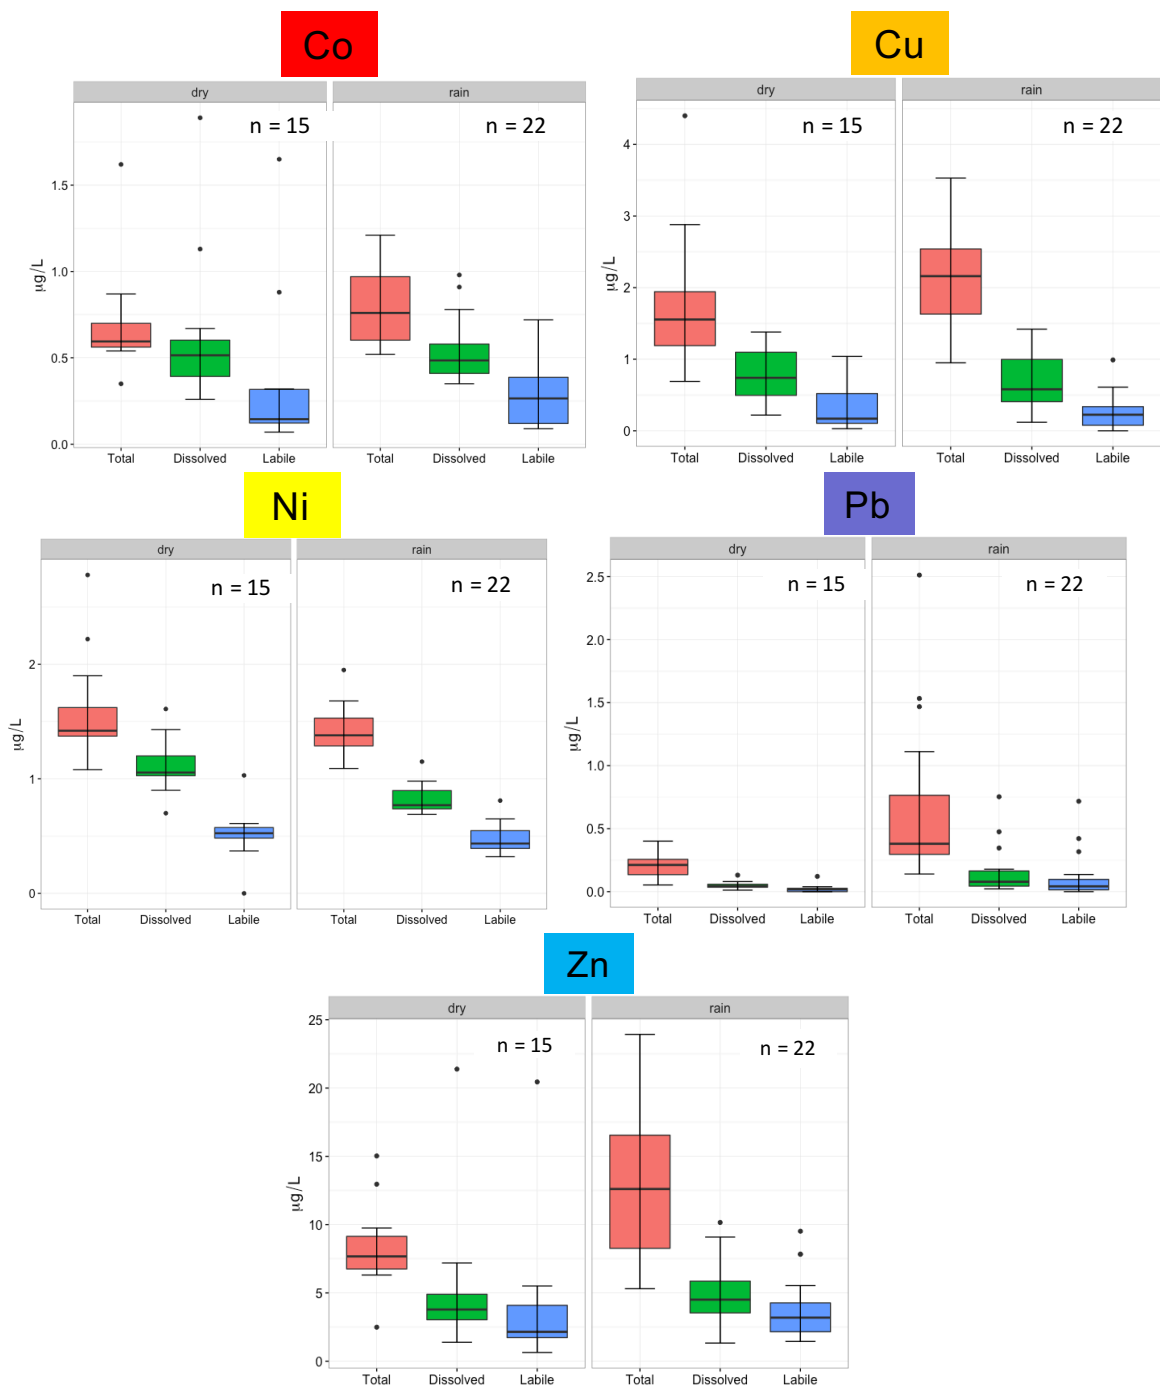 Co
Cu
dry
rain
n = 15
n = 22
1.5
1.0
0.5
0.0
µg/L
Total
Dissolved
Labile
Total
Dissolved
Labile
dry
rain
n = 15
n = 22
4
3
2
1
0
µg/L
Total
Dissolved
Labile
Total
Dissolved
Labile
Ni
Pb
dry
rain
n = 15
n = 22
2
1
0
µg/L
Total
Dissolved
Labile
Total
Dissolved
Labile
dry
rain
n = 15
n = 22
2.5
2.0
1.5
1.0
0.5
0.0
µg/L
Total
Dissolved
Labile
Total
Dissolved
Labile
Zn
dry
rain
n = 15
n = 22
25
20
15
10
5
0
µg/L
Total
Dissolved
Labile
Total
Dissolved
Labile